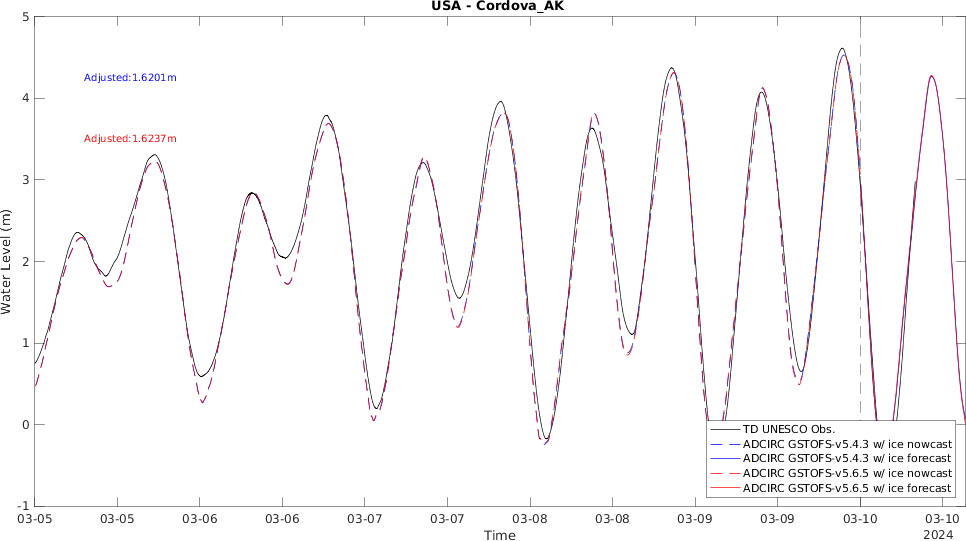 USA - Cordova_AK
5
4
3
2
1
0
-1
Water Level (m)
Adjusted:1.6201m
Adjusted:1.6237m
TD UNESCO Obs.
ADCIRC GSTOFS-v5.4.3 w/ ice nowcast
ADCIRC GSTOFS-v5.4.3 w/ ice forecast
ADCIRC GSTOFS-v5.6.5 w/ ice nowcast
ADCIRC GSTOFS-v5.6.5 w/ ice forecast
03-05 03-05 03-06 03-06 03-07 03-07 03-08 03-08 03-09 03-09 03-10 03-10
2024
Time